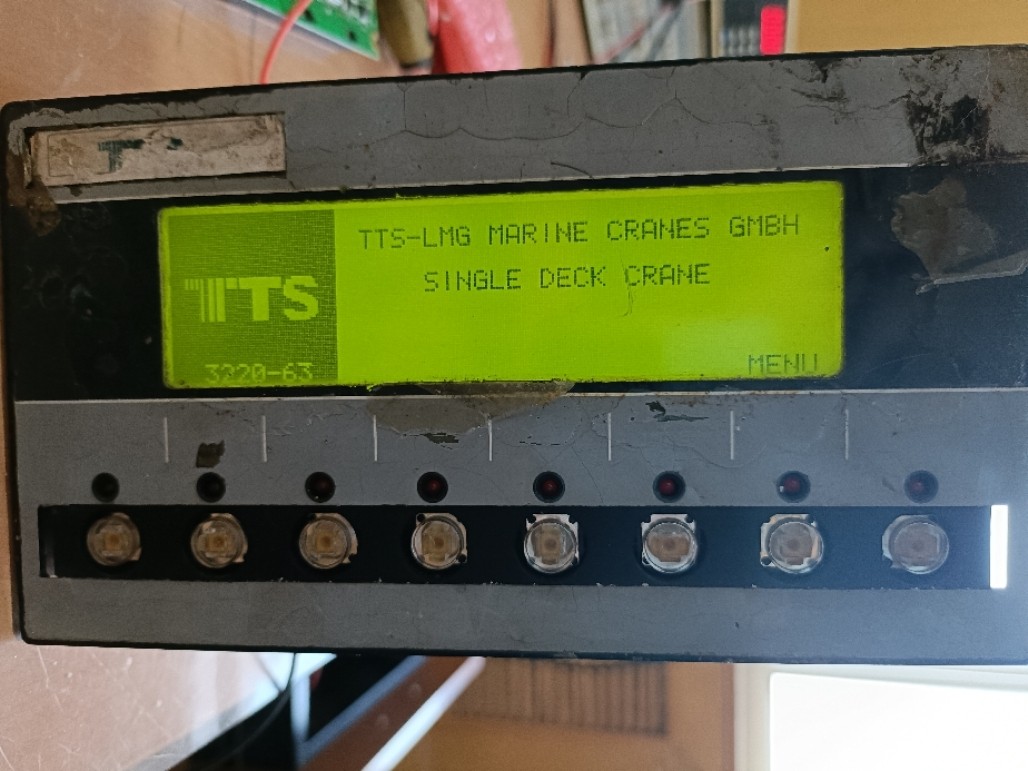 TTS-LMG MARINE CRANES GMBH
SINGLE DECK CRANE
TTS
3220-63
MENU